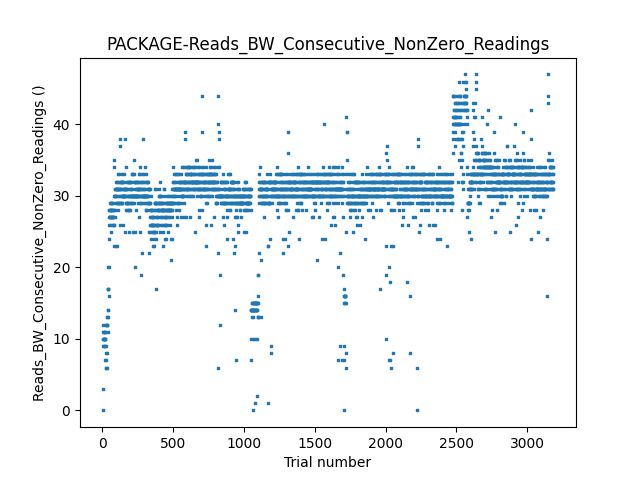 PACKAGE-Reads_BW_Consecutive_NonZero_Readings
Reads_BW_Consecutive_NonZero_Readings ()
40
30
20
10
0
0 500 1000 1500 2000 2500 3000
Trial number